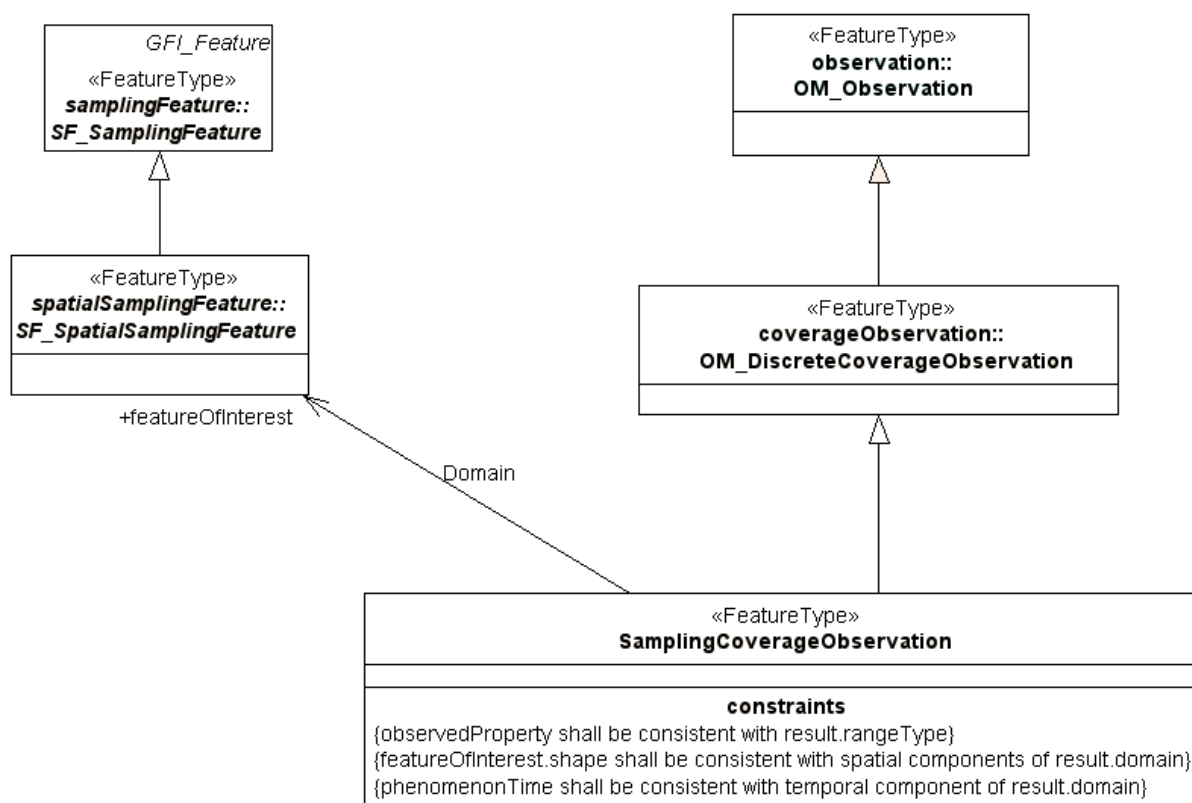 GFI_Feature
«FeatureType»
samplingFeature::
SF_SamplingFeature
«FeatureType»
observation::
OM_Observation
«FeatureType»
spatialSamplingFeature::
SF_SpatialSamplingFeature
«FeatureType»
coverageObservation::
OM_DiscreteCoverageObservation
+featureOfInterest
Domain
«FeatureType»
SamplingCoverageObservation
constraints
{observedProperty shall be consistent with result.rangeType}
{featureOfInterest.shape shall be consistent with spatial components of result.domain}
{phenomenonTime shall be consistent with temporal component of result.domain}